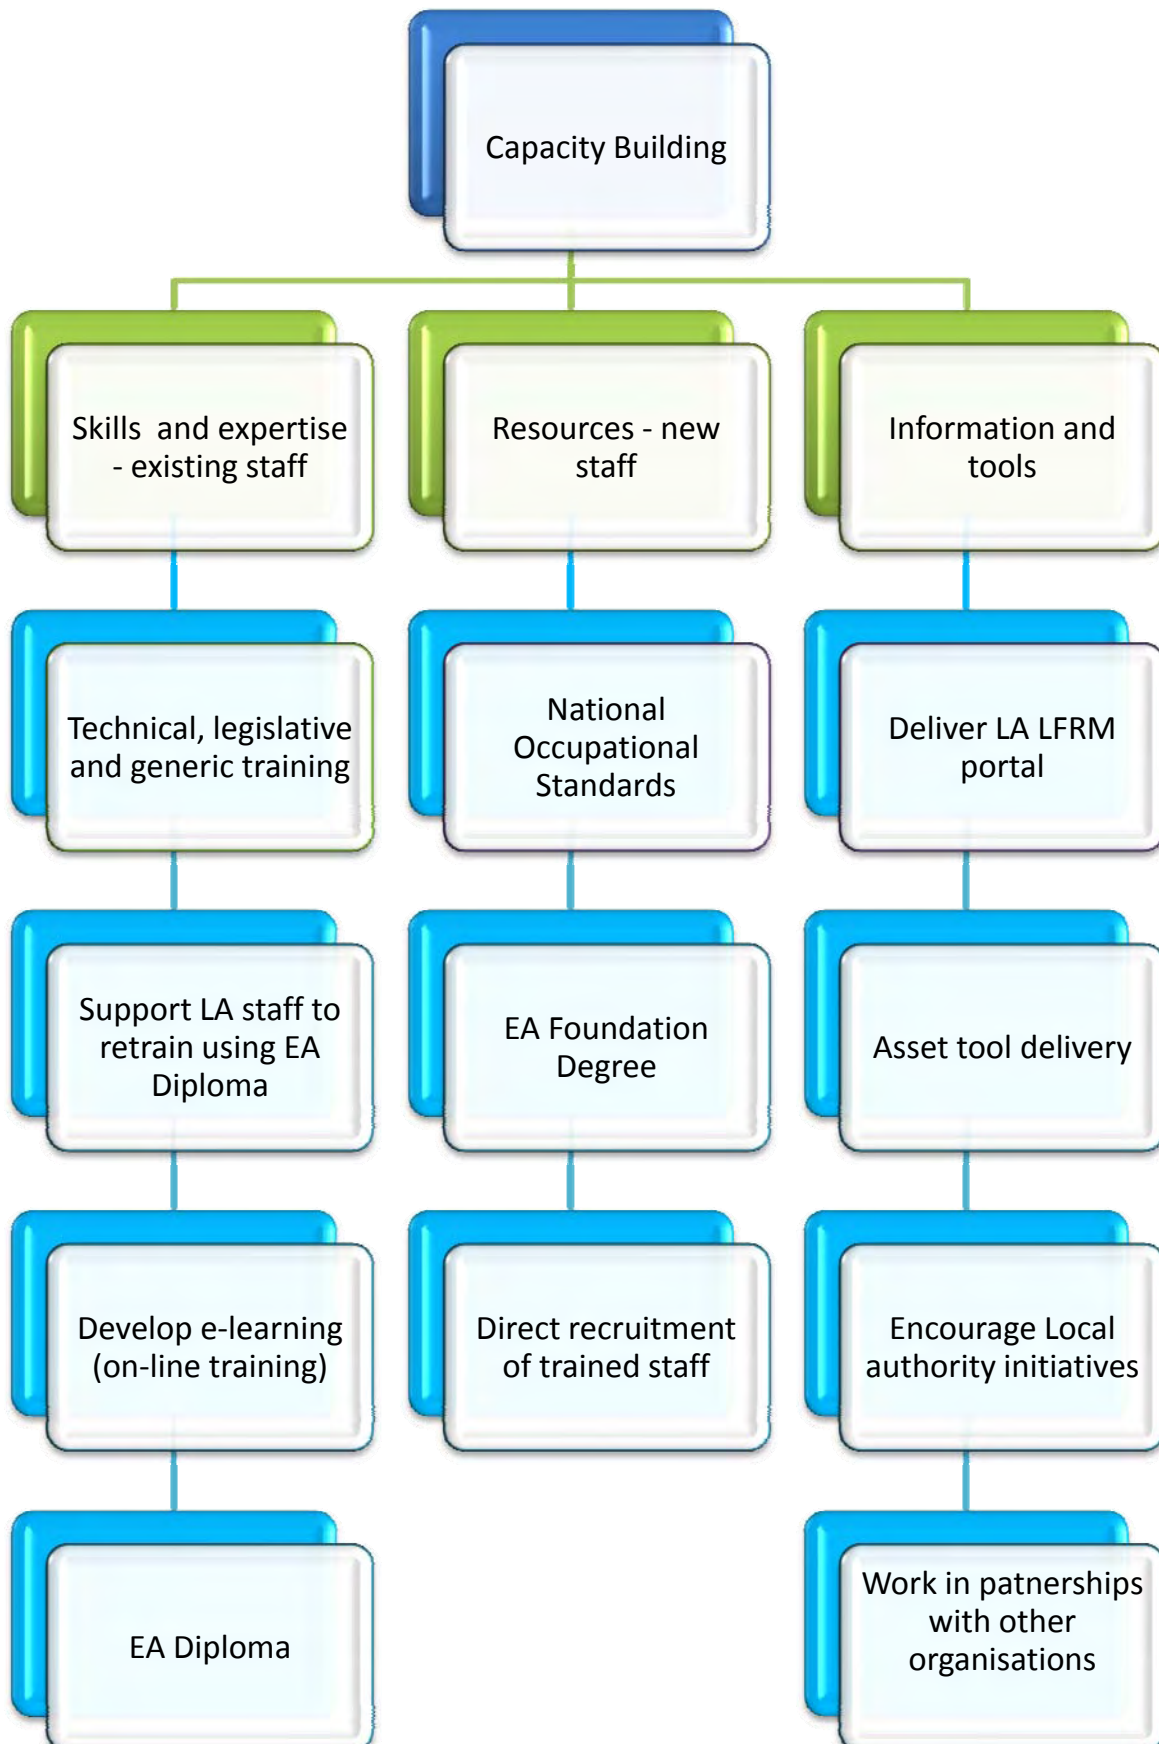 Capacity Building
Skills and expertise
- existing staff
Resources - new
staff
Information and
tools
Technical, legislative
and generic training
National
Occupational
Standards
Deliver LA LFRM
portal
Support LA staff to
retrain using EA
Diploma
EA Foundation
Degree
Asset tool delivery
Develop e-learning
(on-line training)
Direct recruitment
of trained staff
Encourage Local
authority initiatives
EA Diploma
Work in patnerships
with other
organisations